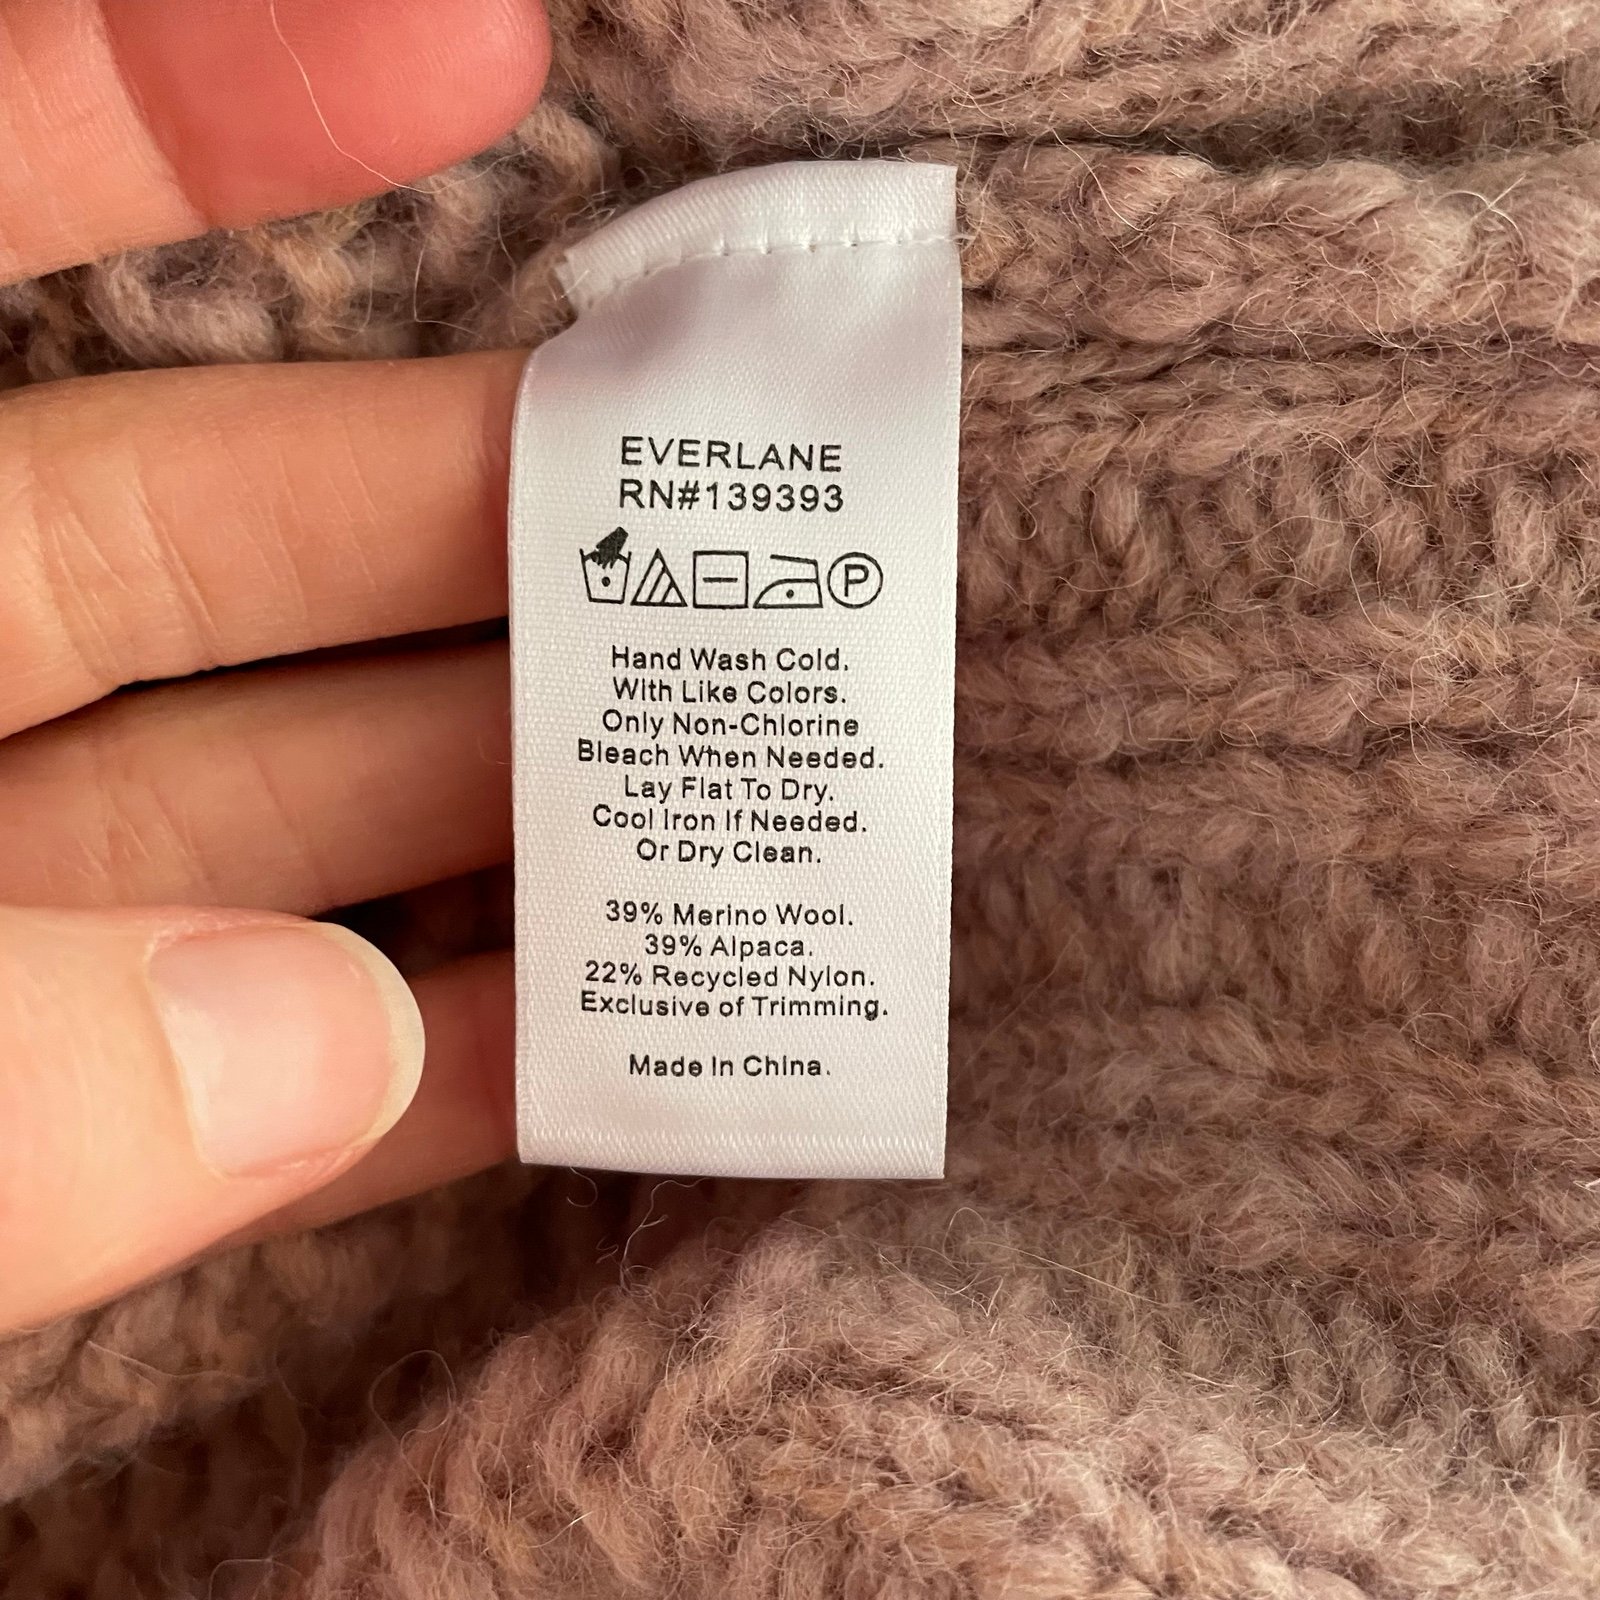 EVERLANE
RN#139393
P
Hand Wash Cold.
With Like Colors.
Only Non-Chlorine
Bleach When Needed.
Lay Flat To Dry.
Cool Iron If Needed.
Or Dry Clean.
39% Merino Wool.
39% Alpaca.
22% Recycled Nylon.
Exclusive of Trimming.
Made In China.